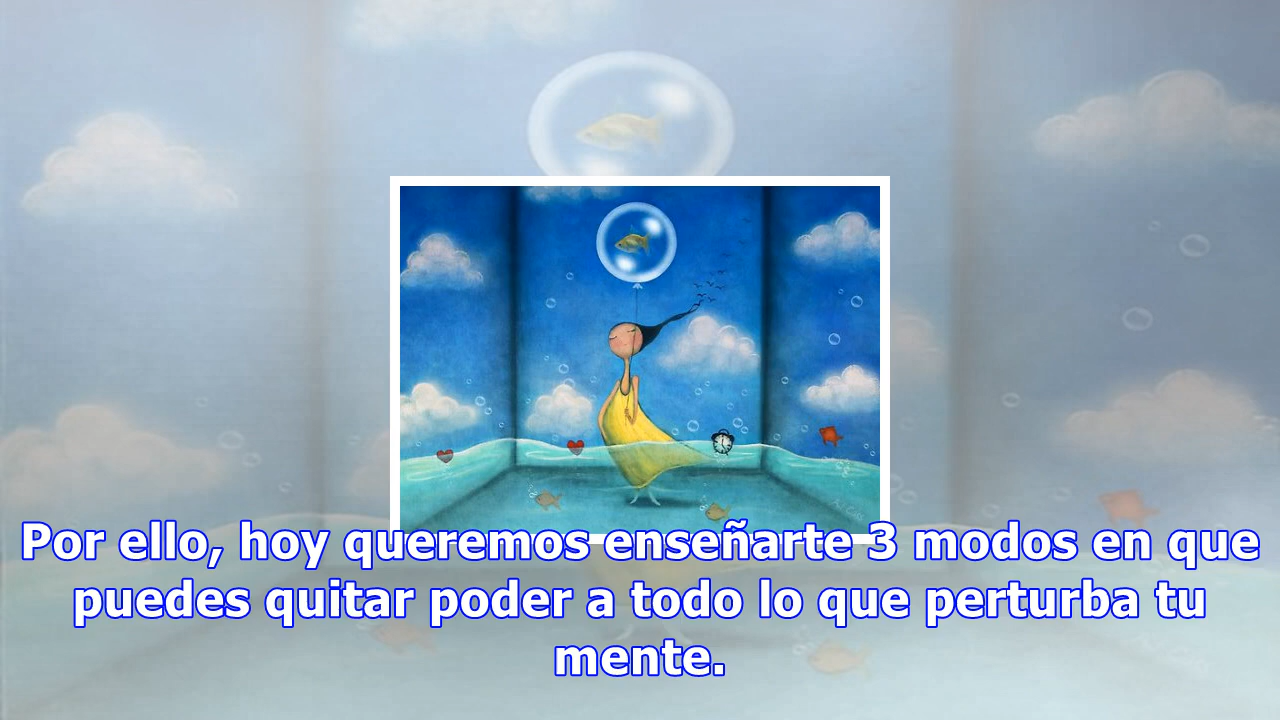 Por ello, hoy queremos enseñarte 3 modos en que
puedes quitar poder a todo lo que perturba tu
mente.